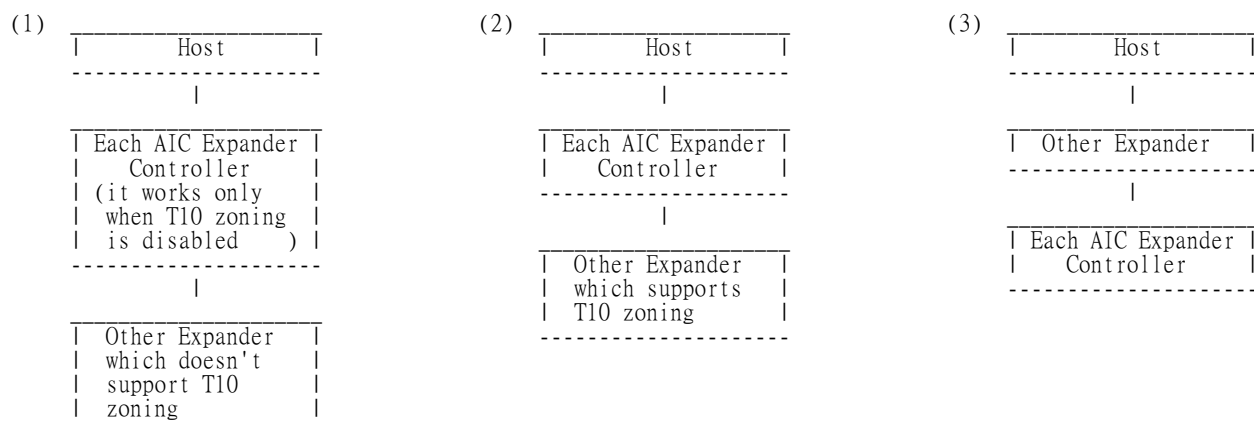 (1)
Host
Each AIC Expander
Controller
(it works only
when T10 zoning
is disabled )
Other Expander
which doesn't
support T10
zoning
(2)
Host
Each AIC Expander
Controller
Other Expander
which supports
T10 zoning
(3)
Host
Other Expander
Each AIC Expander
Controller